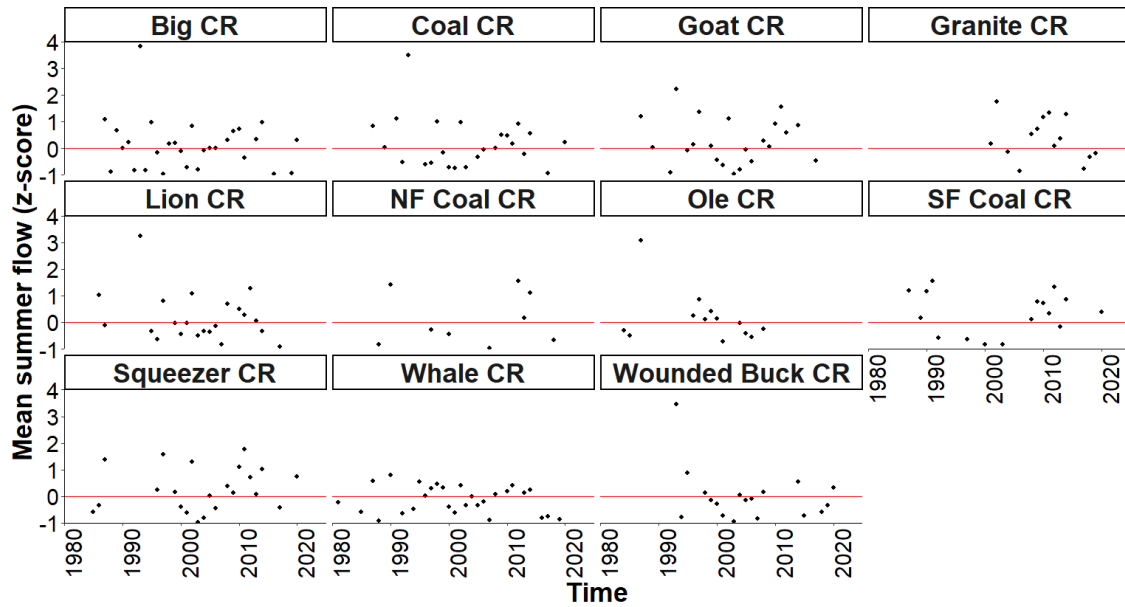 Big CR
Coal CR
Goat CR
Granite CR
4
3
2
1
0
-1
Lion CR
NF Coal CR
Ole CR
SF Coal CR
4
3
2
1
0
-1
1980
1990
2000
2010
2020
Squeezer CR
Whale CR
Wounded Buck CR
4
3
2
1
0
-1
1980
1990
2000
2010
2020
1980
1990
2000
2010
2020
1980
1990
2000
2010
2020
Mean summer flow (z-score)
Time